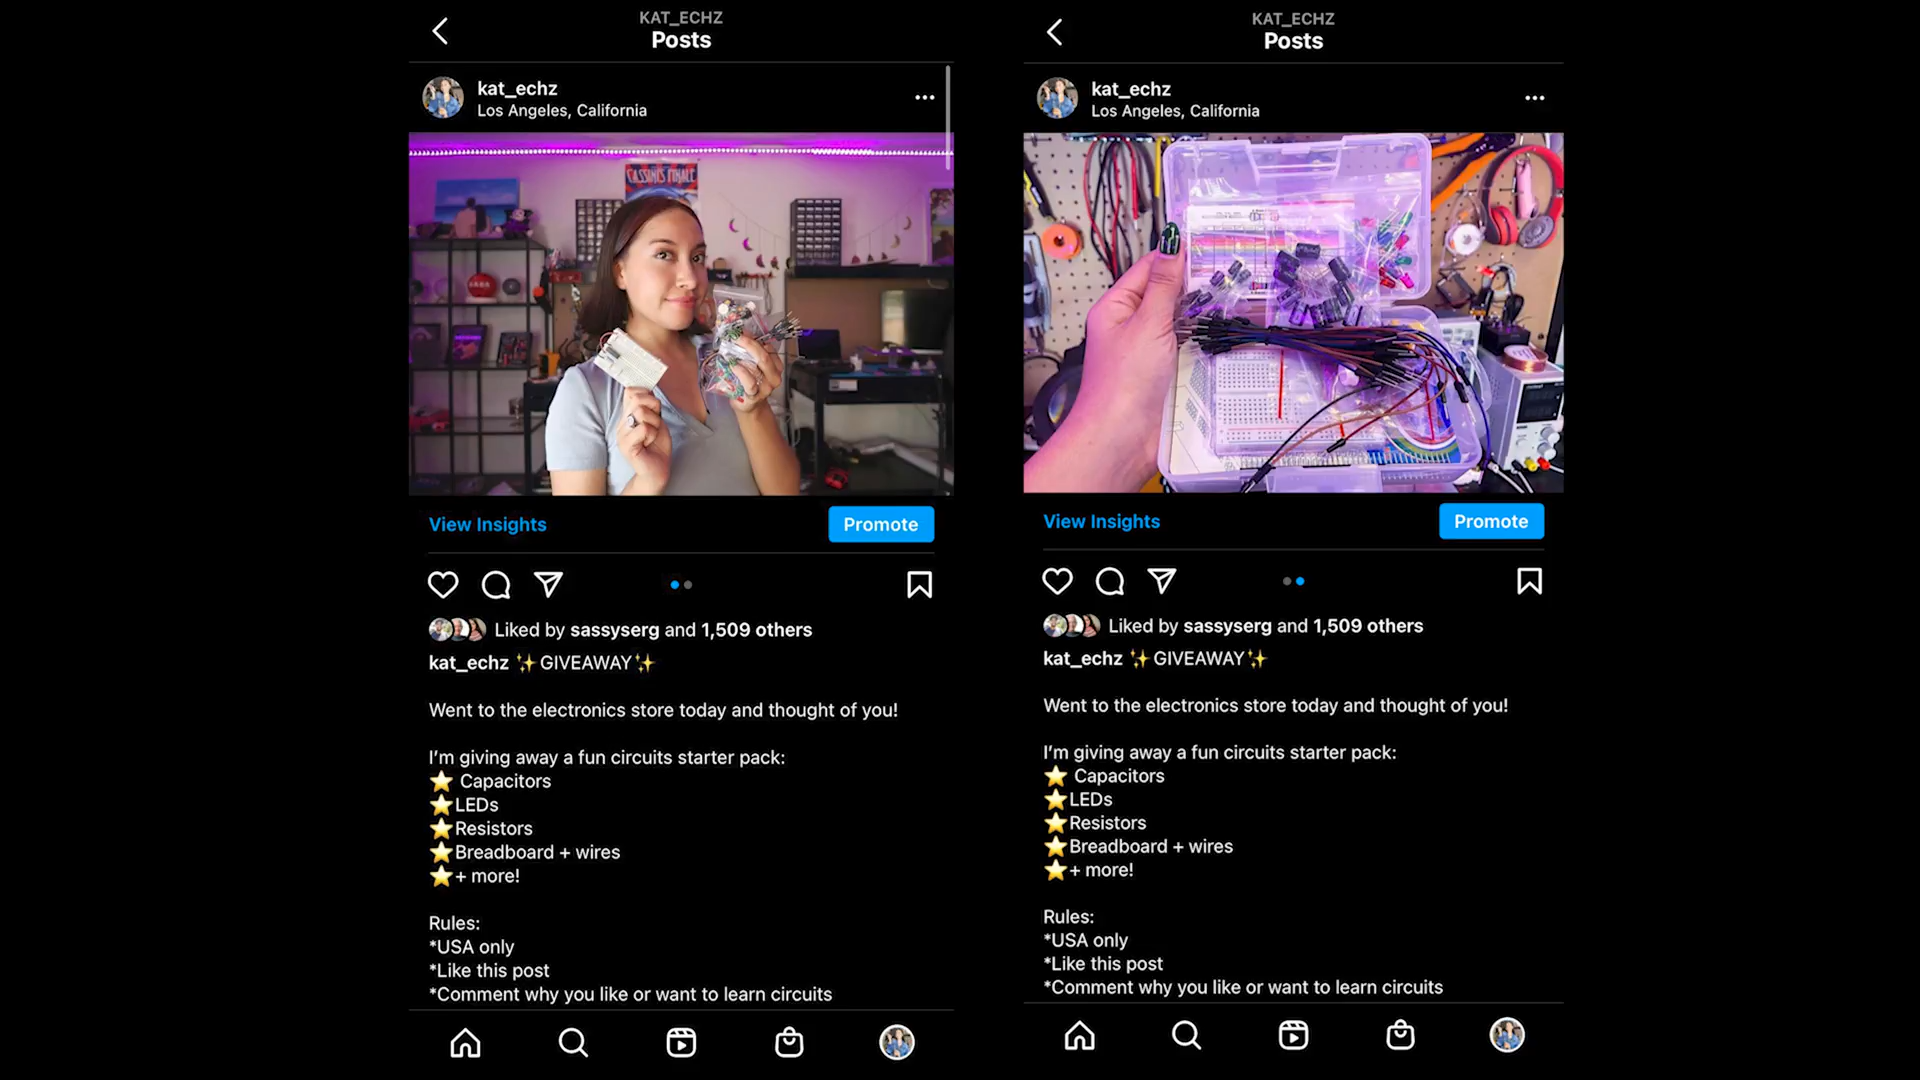 KAT_ECHZ
Posts
kat_echz
Los Angeles, California
CASSINI'S FINALE
View Insights
Promote
Liked by sassyserg and 1,509 others
kat_echz ✨GIVEAWAY✨
Went to the electronics store today and thought of you!
I'm giving away a fun circuits starter pack:
⭐ Capacitors
⭐LEDs
⭐Resistors
⭐Breadboard + wires
⭐+ more!
Rules:
*USA only
*Like this post
*Comment why you like or want to learn circuits
KAT_ECHZ
Posts
kat_echz
Los Angeles, California
View Insights
Promote
Liked by sassyserg and 1,509 others
kat_echz ✨GIVEAWAY✨
Went to the electronics store today and thought of you!
I'm giving away a fun circuits starter pack:
⭐ Capacitors
⭐LEDs
⭐Resistors
⭐Breadboard + wires
⭐+ more!
Rules:
*USA only
*Like this post
*Comment why you like or want to learn circuits